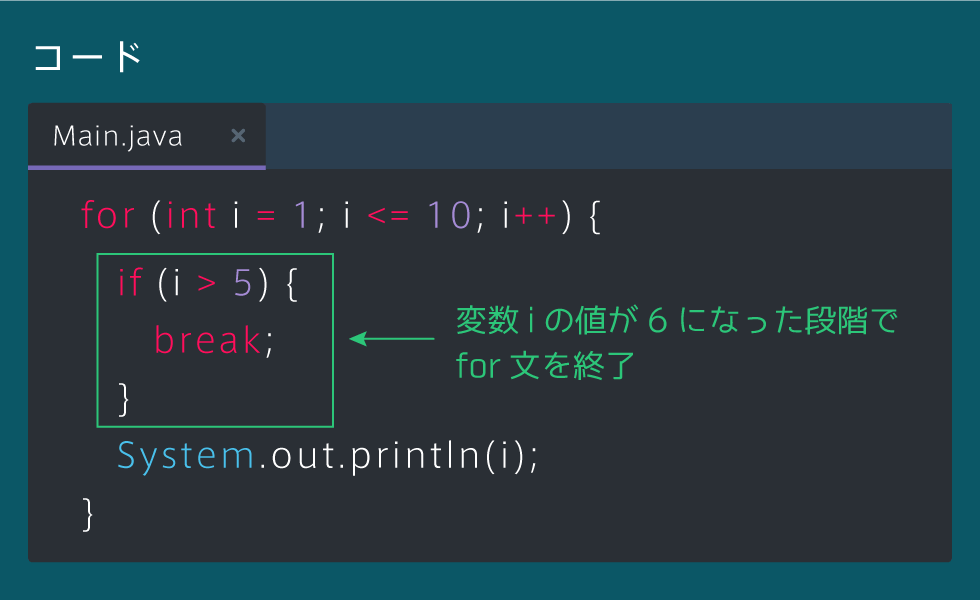 コード
Main.java ×
for (int i = 1; i <= 10; i++) {
if (i > 5) {
break;
}
変数 i の値が 6 になった段階で
for 文を終了
System.out.println(i);
}